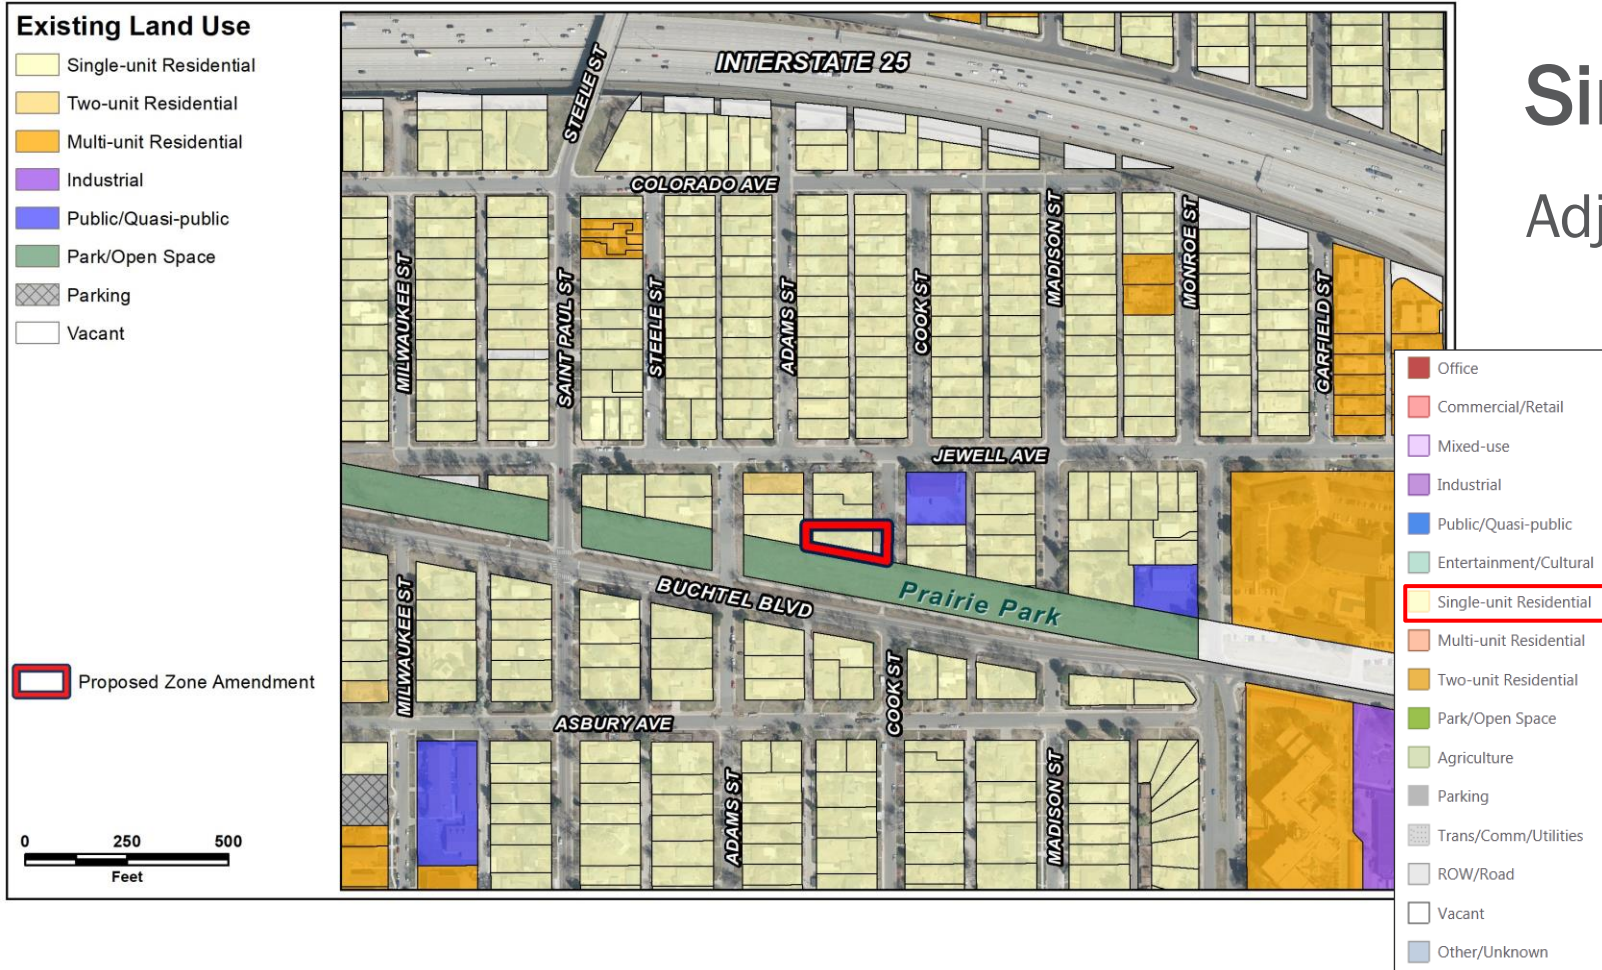 Existing Land Use
Single-unit Residential
Two-unit Residential
Multi-unit Residential
Industrial
Public/Quasi-public
Park/Open Space
Parking
Vacant
Proposed Zone Amendment
0 250 500
Feet
INTERSTATE 25
STEELE ST
COLORADO AVE
MILWAUKEE ST
SAINT PAUL ST
STEELE ST
ADAMS ST
COOK ST
MADISON ST
MONROE ST
GARFIELD ST
JEWELL AVE
BUCHTEL BLVD
Prairie Park
MILWAUKEE ST
COOK ST
ASBURY AVE
ADAMS ST
MADISON ST
Sin
Adj
Office
Commercial/Retail
Mixed-use
Industrial
Public/Quasi-public
Entertainment/Cultural
Single-unit Residential
Multi-unit Residential
Two-unit Residential
Park/Open Space
Agriculture
Parking
Trans/Comm/Utilities
ROW/Road
Vacant
Other/Unknown